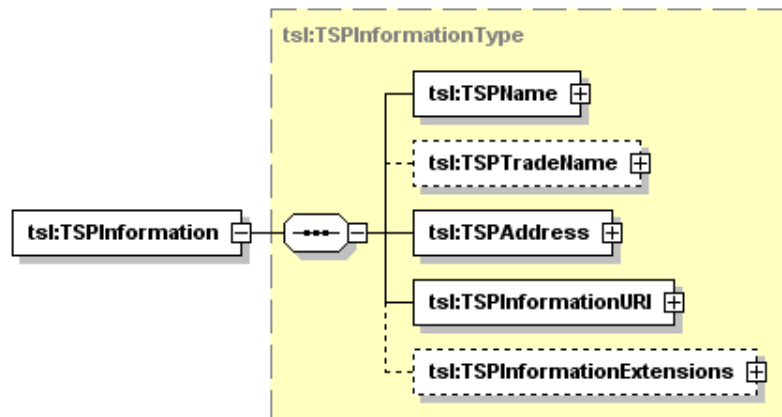 tsl:TSPInformationType
tsl:TSPName
tsl:TSPTradeName
tsl:TSPInformation
tsl:TSPAddress
tsl:TSPInformationURI
tsl:TSPInformationExtensions